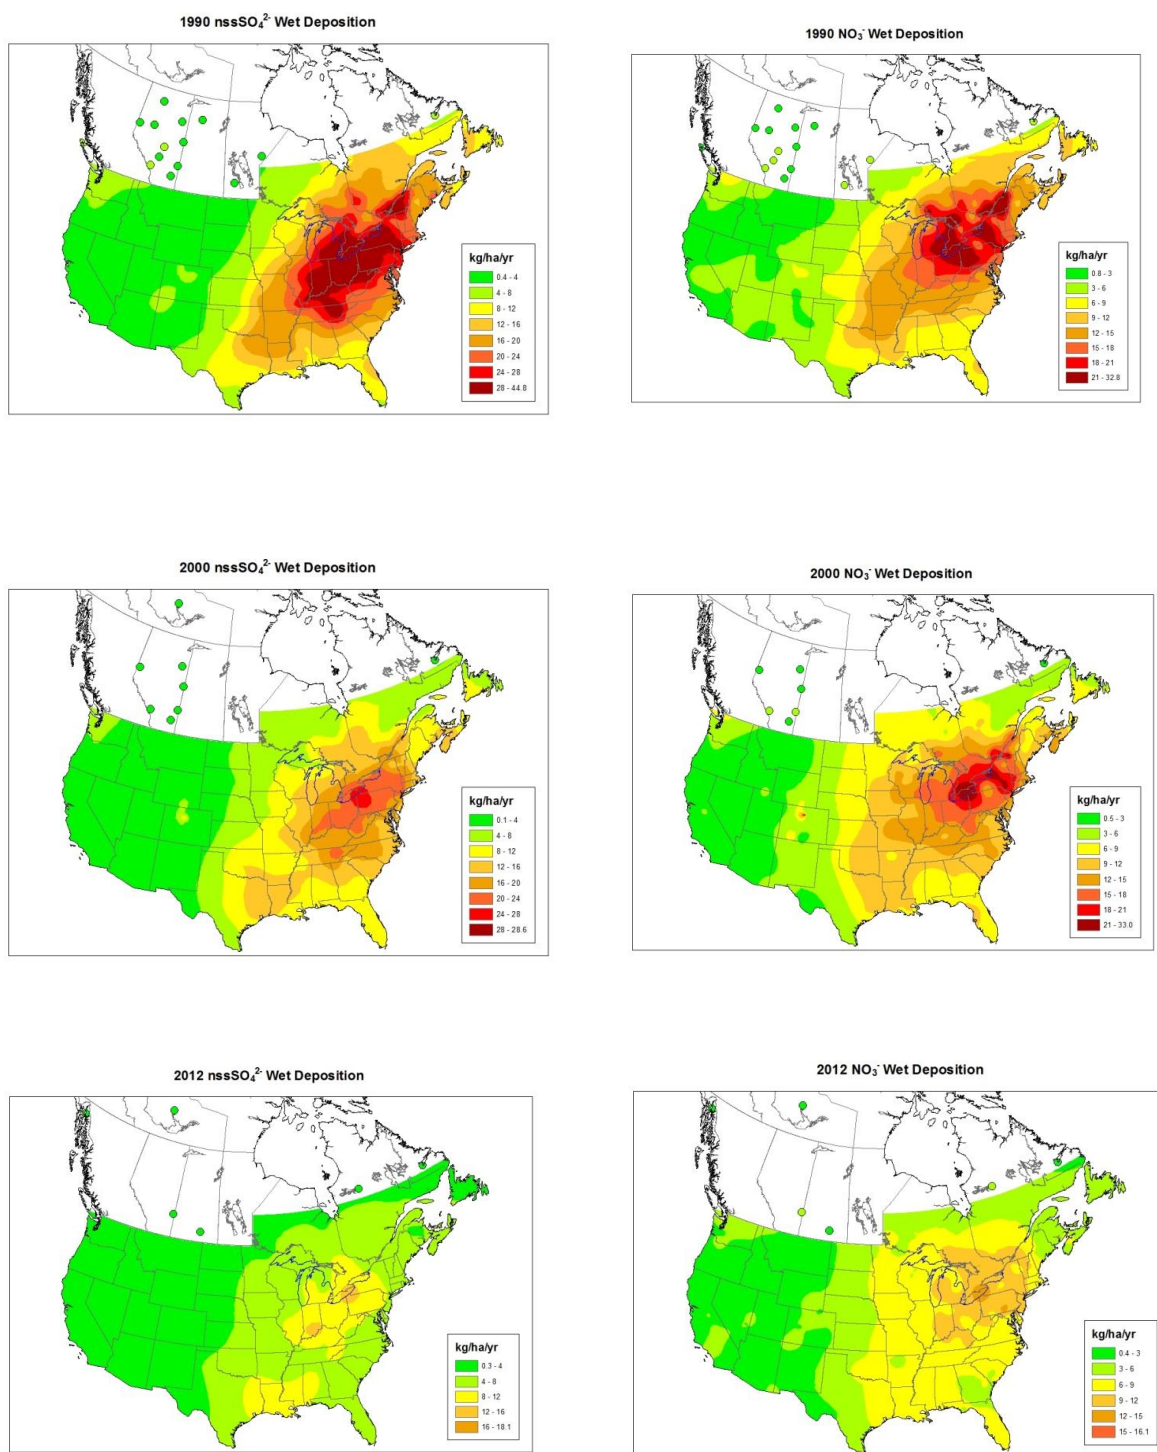 1990 nssSO₄²⁻ Wet Deposition
kg/ha/yr
0.4 - 4
4 - 8
8 - 12
12 - 16
16 - 20
20 - 24
24 - 28
28 - 44.8
1990 NO₃⁻ Wet Deposition
kg/ha/yr
0.8 - 3
3 - 6
6 - 9
9 - 12
12 - 15
15 - 18
18 - 21
21 - 32.8
2000 nssSO₄²⁻ Wet Deposition
kg/ha/yr
0.1 - 4
4 - 8
8 - 12
12 - 16
16 - 20
20 - 24
24 - 28
28 - 28.6
2000 NO₃⁻ Wet Deposition
kg/ha/yr
0.5 - 3
3 - 6
6 - 9
9 - 12
12 - 15
15 - 18
18 - 21
21 - 33.0
2012 nssSO₄²⁻ Wet Deposition
kg/ha/yr
0.3 - 4
4 - 8
8 - 12
12 - 16
16 - 18.1
2012 NO₃⁻ Wet Deposition
kg/ha/yr
0.4 - 3
3 - 6
6 - 9
9 - 12
12 - 15
15 - 16.1